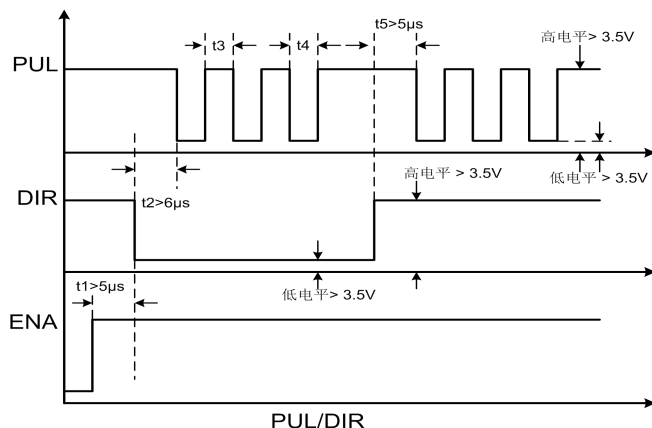 t5>5μs
高电平> 3.5V
PUL
t3
t4
低电平> 3.5V
t2>6μs
高电平 > 3.5V
DIR
t1>5μs
低电平> 3.5V
ENA
PUL/DIR